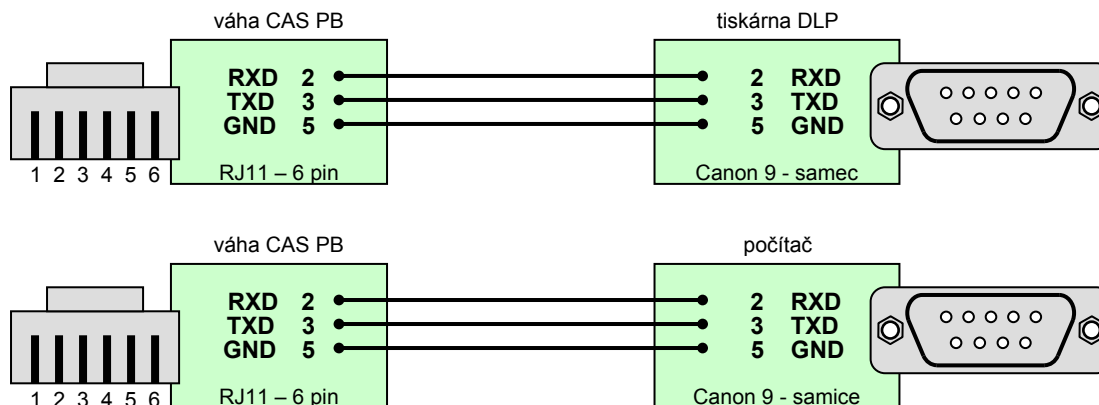 váha CAS PB tiskárna DLP
RXD 2 2 RXD
TXD 3 3 TXD
GND 5 5 GND
1 2 3 4 5 6 RJ11 – 6 pin Canon 9 - samec
váha CAS PB počítač
RXD 2 2 RXD
TXD 3 3 TXD
GND 5 5 GND
1 2 3 4 5 6 RJ11 – 6 pin Canon 9 - samice